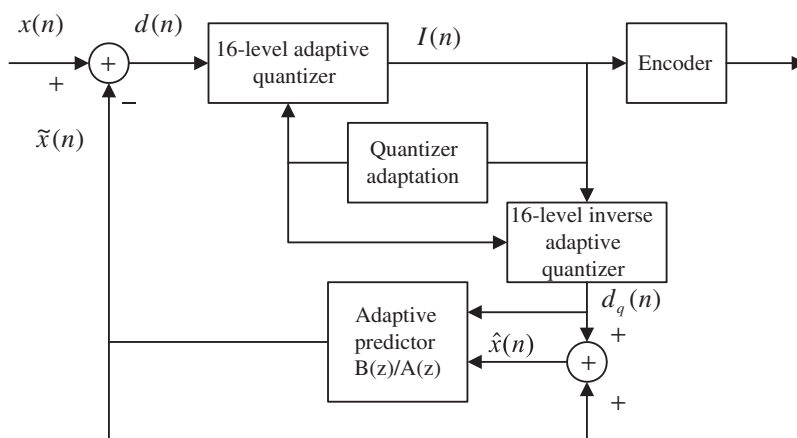 x(n)
d(n)
16-level adaptive
quantizer
I(n)
Encoder
+
+
−
x̃(n)
Quantizer
adaptation
16-level inverse
adaptive
quantizer
d_q(n)
Adaptive
predictor
B(z)/A(z)
x̂(n)
+
+
+